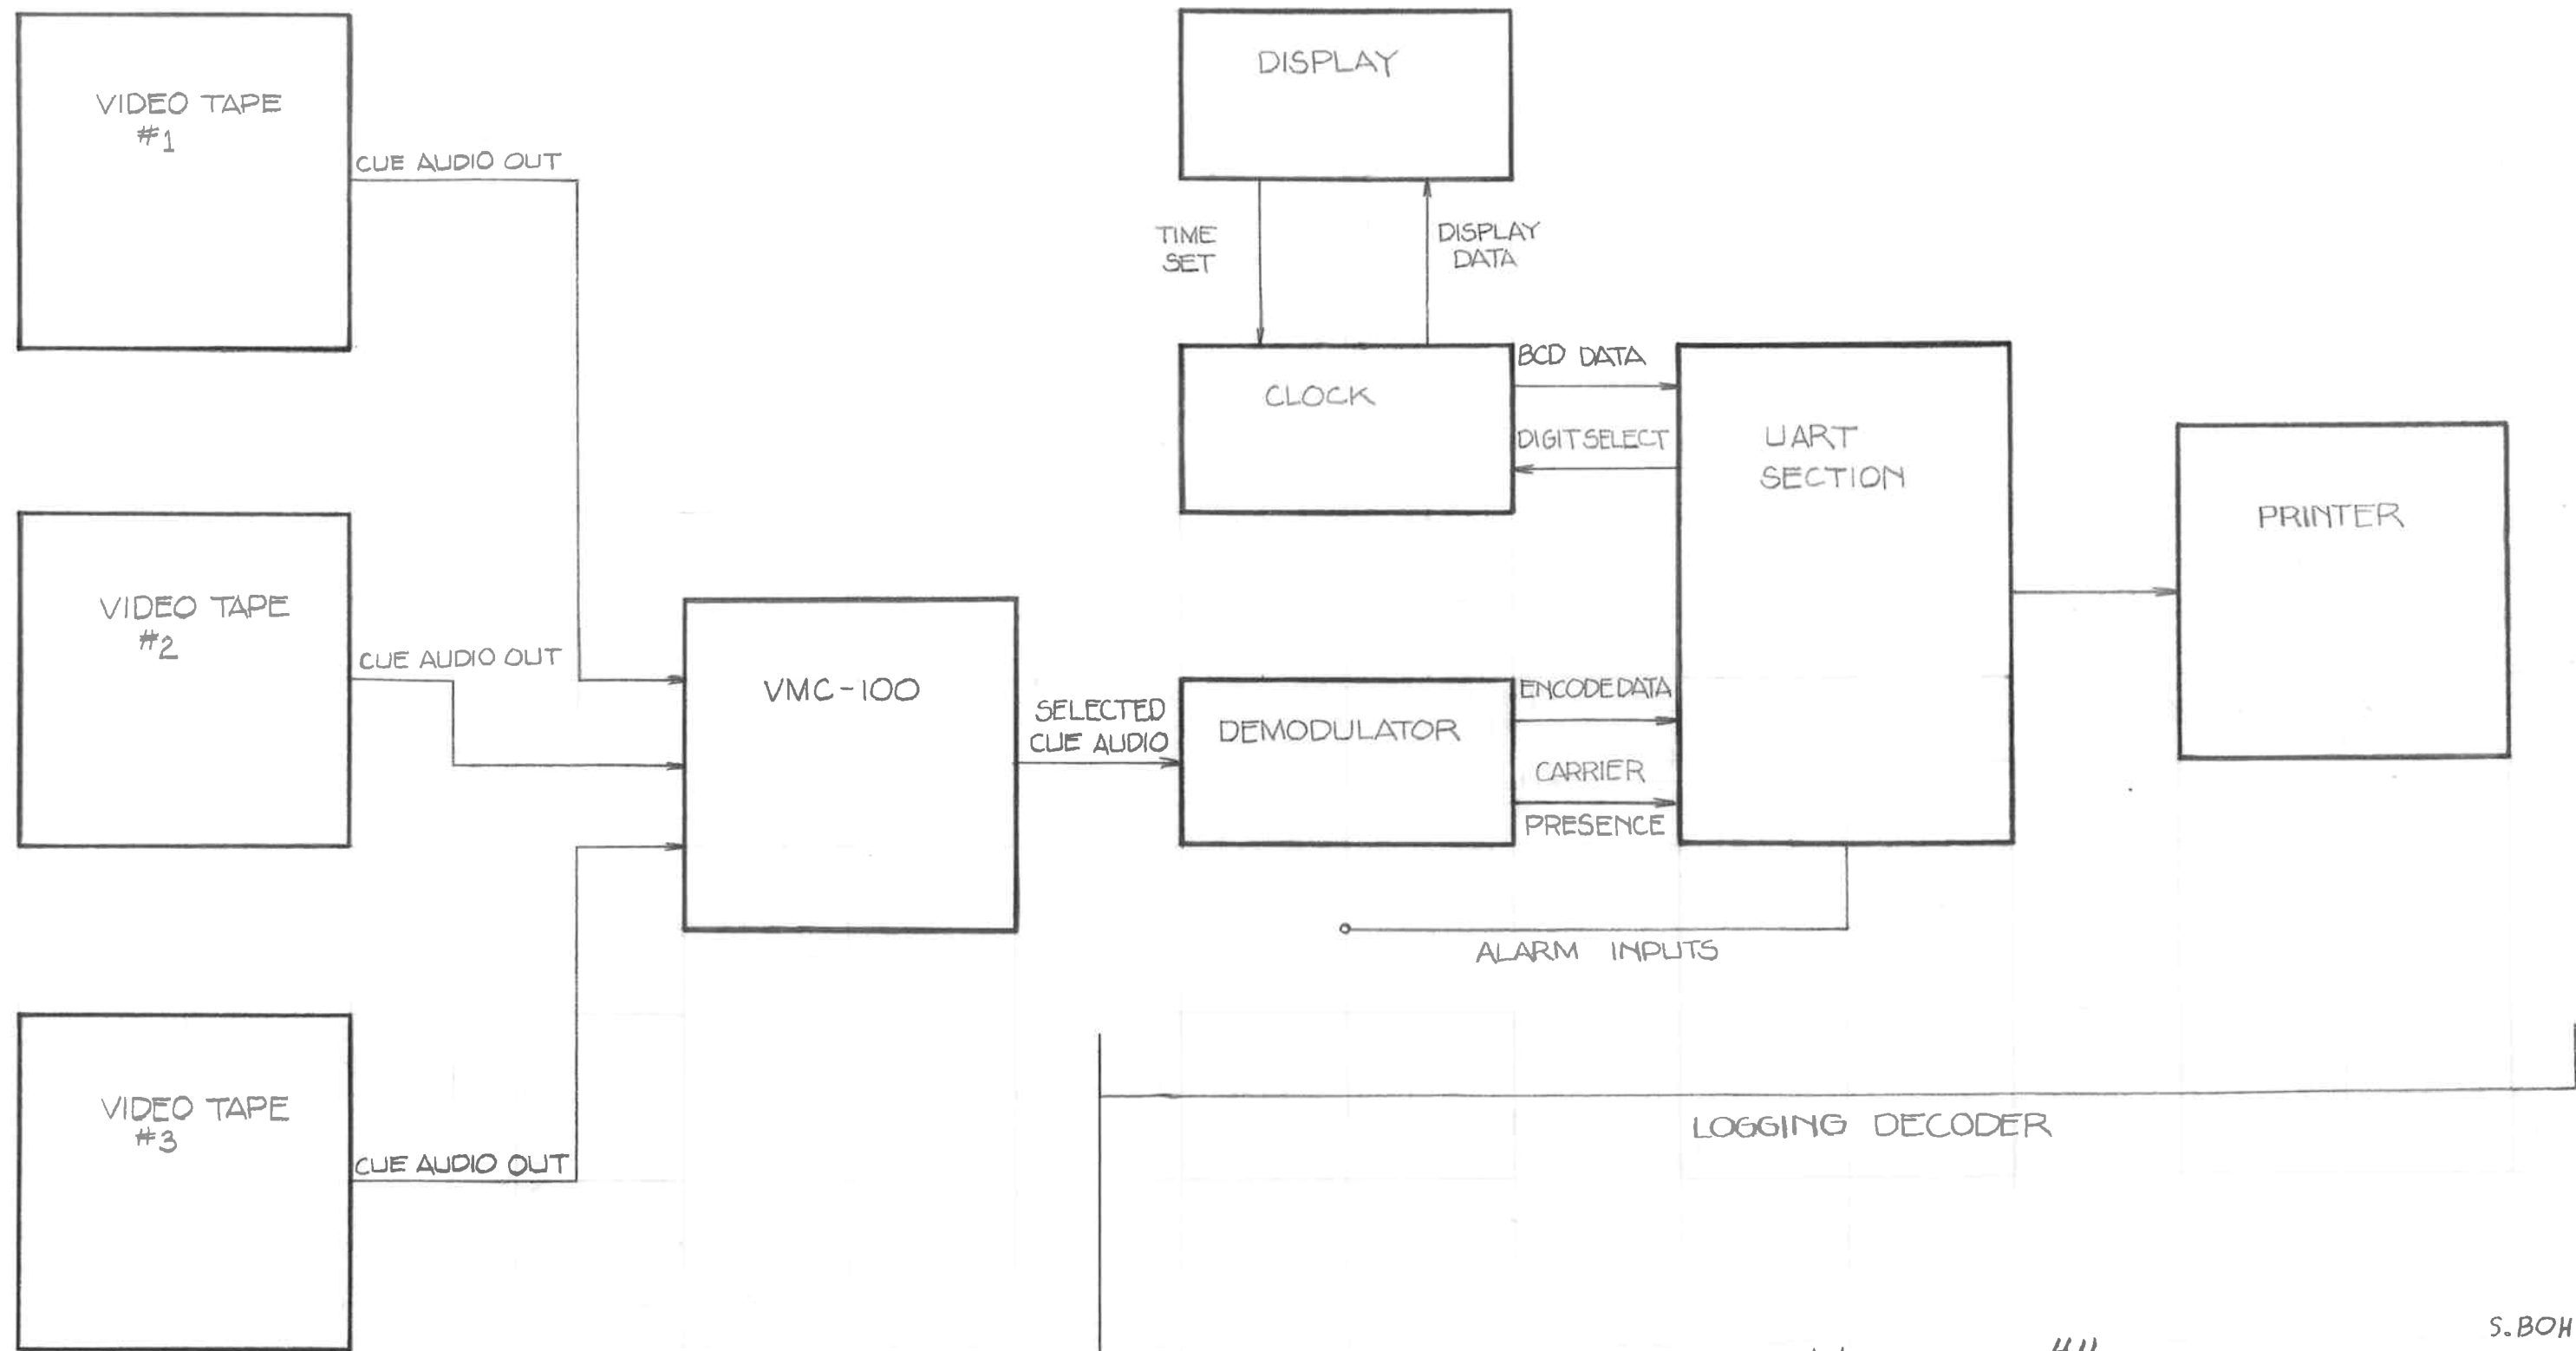 VIDEO TAPE
#1
CUE AUDIO OUT
VIDEO TAPE
#2
CUE AUDIO OUT
VIDEO TAPE
#3
CUE AUDIO OUT
VMC-100
SELECTED
CUE AUDIO
DISPLAY
TIME
SET
DISPLAY
DATA
CLOCK
BCD DATA
DIGIT SELECT
DEMODULATOR
ENCODE DATA
CARRIER
PRESENCE
UART
SECTION
PRINTER
ALARM INPUTS
LOGGING DECODER
S. BOH